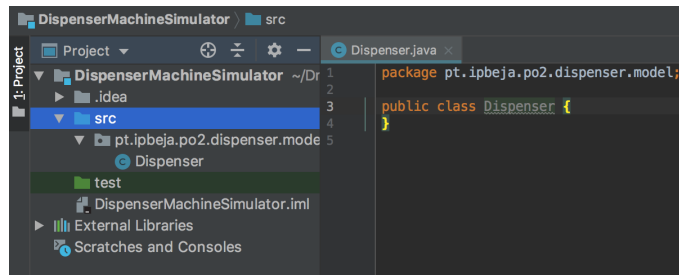 DispenserMachineSimulator src
1: Project
Project
DispenserMachineSimulator ~/Dr
.idea
src
pt.ipbeja.po2.dispenser.mode
Dispenser
test
DispenserMachineSimulator.iml
External Libraries
Scratches and Consoles
Dispenser.java
1 package pt.ipbeja.po2.dispenser.model;
2
3 public class Dispenser {
4 }
5